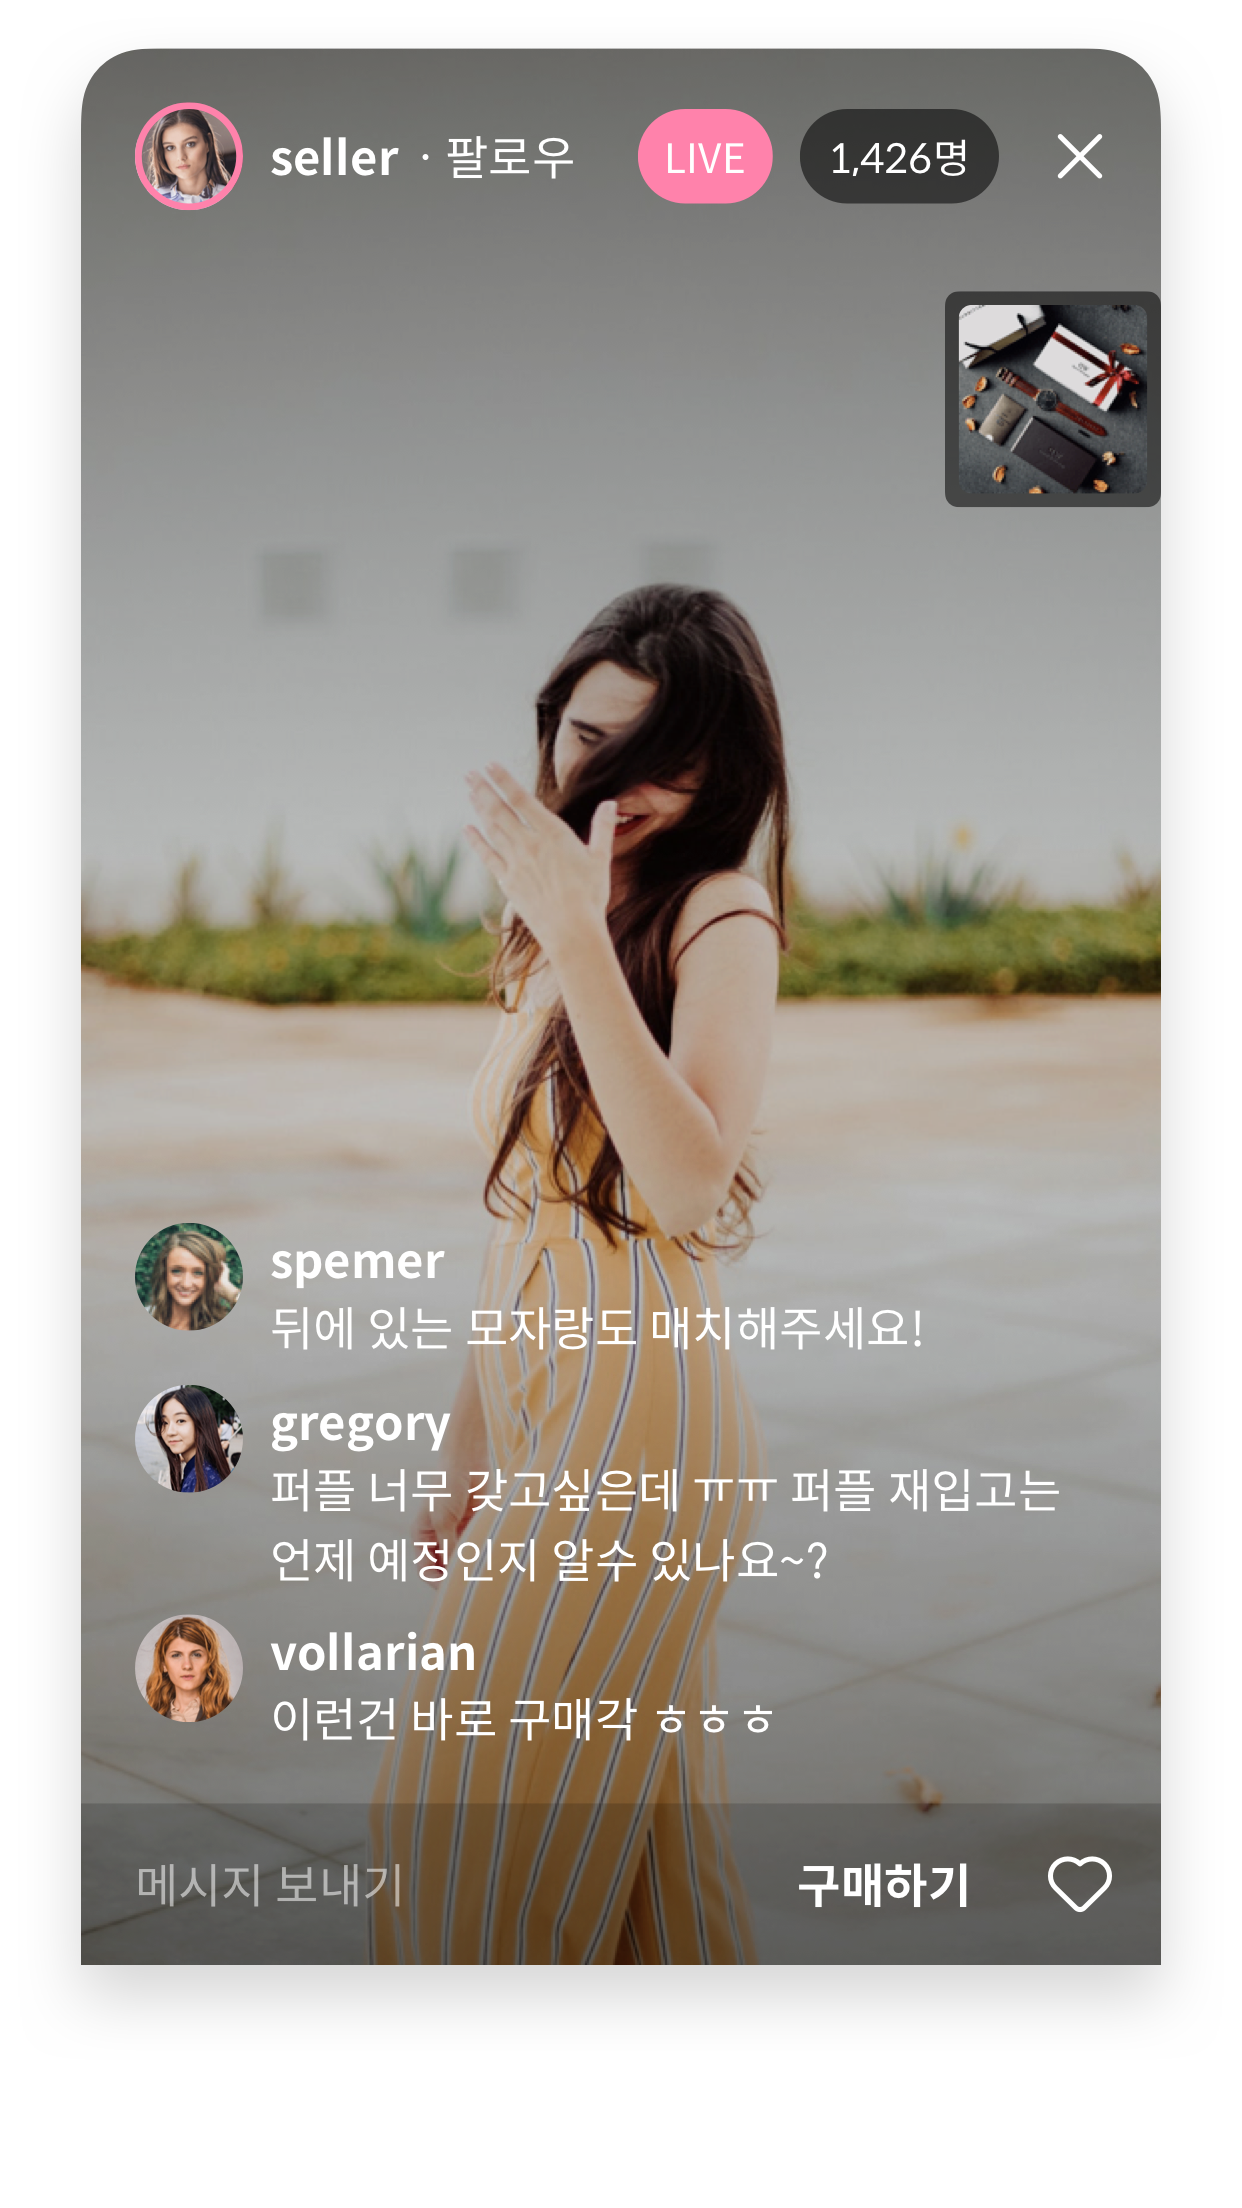 seller · 팔로우 LIVE 1,426명
spemer
뒤에 있는 모자랑도 매치해주세요!
gregory
퍼플 너무 갖고싶은데 ㅠㅠ 퍼플 재입고는
언제 예정인지 알수 있나요~?
vollarian
이런건 바로 구매각 ㅎㅎㅎ
메시지 보내기 구매하기